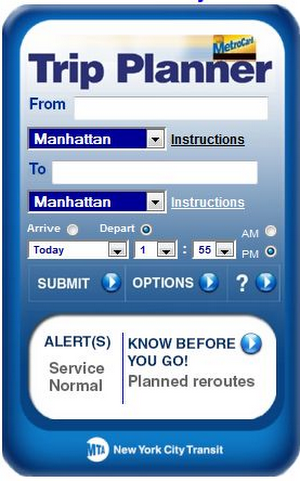 MetroCard
Trip Planner
From
Manhattan Instructions
To
Manhattan Instructions
Arrive Depart AM
Today 1 : 55 PM
SUBMIT OPTIONS ?
ALERT(S)
Service
Normal
KNOW BEFORE
YOU GO!
Planned reroutes
MTA New York City Transit